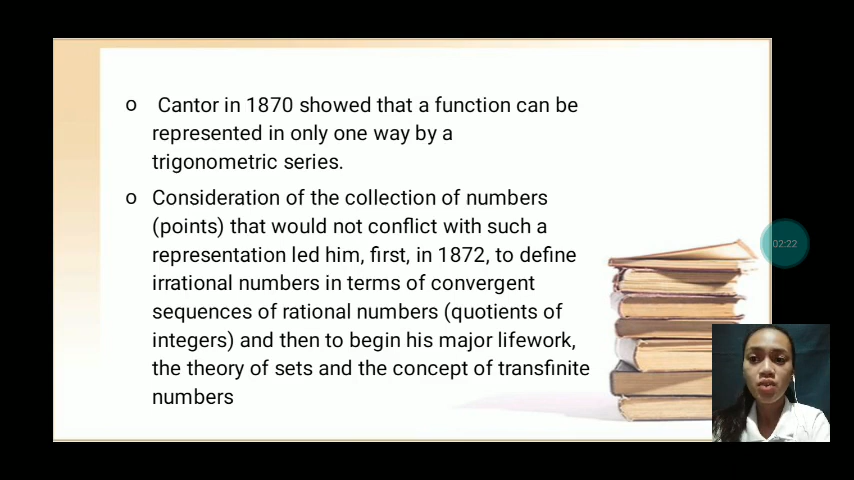 o Cantor in 1870 showed that a function can be
represented in only one way by a
trigonometric series.
o Consideration of the collection of numbers
(points) that would not conflict with such a
representation led him, first, in 1872, to define
irrational numbers in terms of convergent
sequences of rational numbers (quotients of
integers) and then to begin his major lifework,
the theory of sets and the concept of transfinite
numbers
02:22